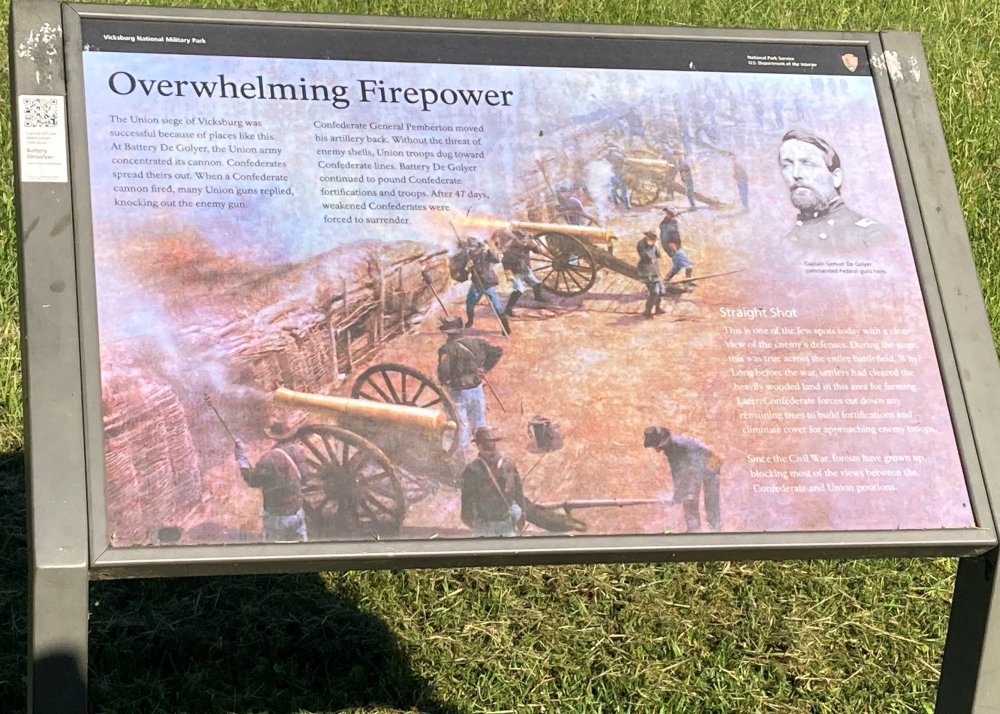 Vicksburg National Military Park
National Park Service
U.S. Department of the Interior
Overwhelming Firepower
The Union siege of Vicksburg was
successful because of places like this.
At Battery De Golyer, the Union army
concentrated its cannon. Confederates
spread theirs out. When a Confederate
cannon fired, many Union guns replied,
knocking out the enemy gun.
Confederate General Pemberton moved
his artillery back. Without the threat of
enemy shells, Union troops dug toward
Confederate lines. Battery De Golyer
continued to pound Confederate
fortifications and troops. After 47 days,
weakened Confederates were
forced to surrender.
Captain Samuel De Golyer
commanded Federal guns here.
Straight Shot
This is one of the few spots today with a clear
view of the enemy's defenses. During the siege,
this was true across the entire battlefield. Why?
Long before the war, settlers had cleared the
heavily wooded land in this area for farming.
Later, Confederate forces cut down any
remaining trees to build fortifications and
eliminate cover for approaching enemy troops.
Since the Civil War, forests have grown up,
blocking most of the views between the
Confederate and Union positions.
Battery
DeGolyer